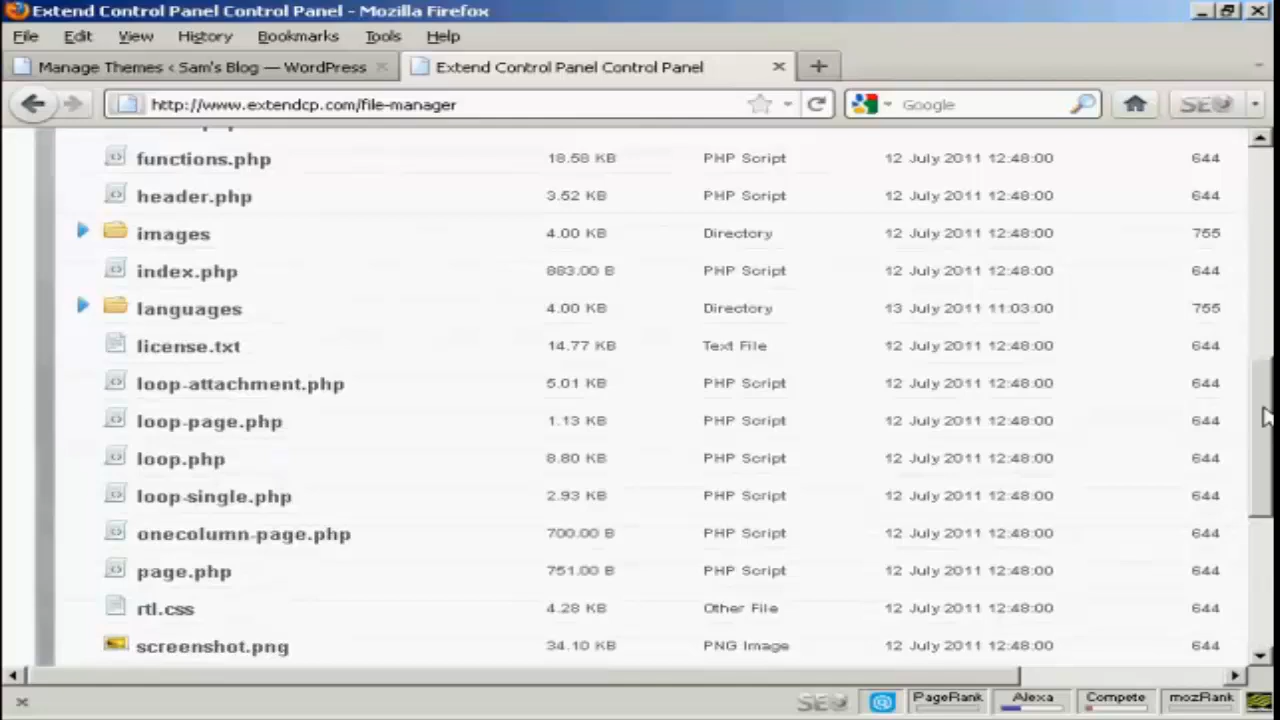 Extend Control Panel Control Panel - Mozilla Firefox
File Edit View History Bookmarks Tools Help
Manage Themes ‹ Sam's Blog — WordPress Extend Control Panel Control Panel
http://www.extendcp.com/file-manager Google SEO
functions.php 18.58 KB PHP Script 12 July 2011 12:48:00 644
header.php 3.52 KB PHP Script 12 July 2011 12:48:00 644
images 4.00 KB Directory 12 July 2011 12:48:00 755
index.php 883.00 B PHP Script 12 July 2011 12:48:00 644
languages 4.00 KB Directory 13 July 2011 11:03:00 755
license.txt 14.77 KB Text File 12 July 2011 12:48:00 644
loop-attachment.php 5.01 KB PHP Script 12 July 2011 12:48:00 644
loop-page.php 1.13 KB PHP Script 12 July 2011 12:48:00 644
loop.php 8.80 KB PHP Script 12 July 2011 12:48:00 644
loop-single.php 2.93 KB PHP Script 12 July 2011 12:48:00 644
onecolumn-page.php 700.00 B PHP Script 12 July 2011 12:48:00 644
page.php 751.00 B PHP Script 12 July 2011 12:48:00 644
rtl.css 4.28 KB Other File 12 July 2011 12:48:00 644
screenshot.png 34.10 KB PNG Image 12 July 2011 12:48:00 644
SEO PageRank Alexa Compete mozRank